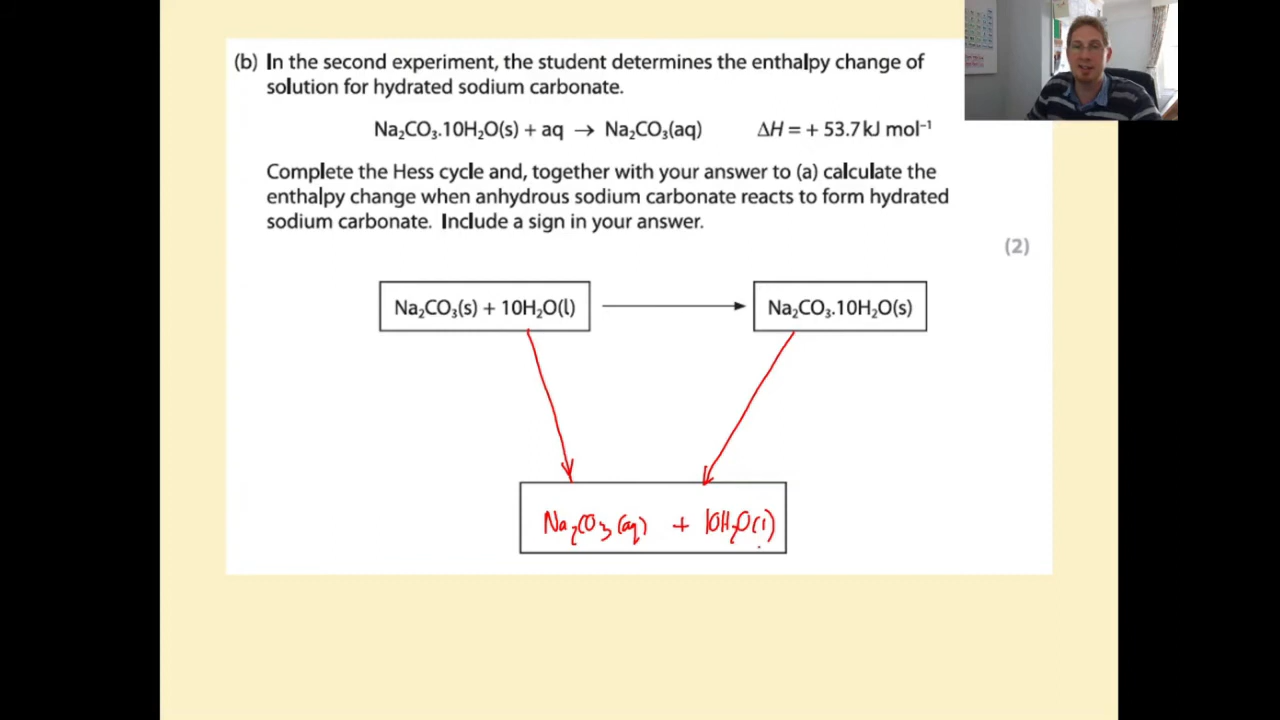 (b) In the second experiment, the student determines the enthalpy change of
solution for hydrated sodium carbonate.
Na₂CO₃.10H₂O(s) + aq → Na₂CO₃(aq) ΔH = + 53.7 kJ mol⁻¹
Complete the Hess cycle and, together with your answer to (a) calculate the
enthalpy change when anhydrous sodium carbonate reacts to form hydrated
sodium carbonate. Include a sign in your answer.
(2)
Na₂CO₃(s) + 10H₂O(l) → Na₂CO₃.10H₂O(s)
Na₂CO₃(aq) + 10H₂O(l)